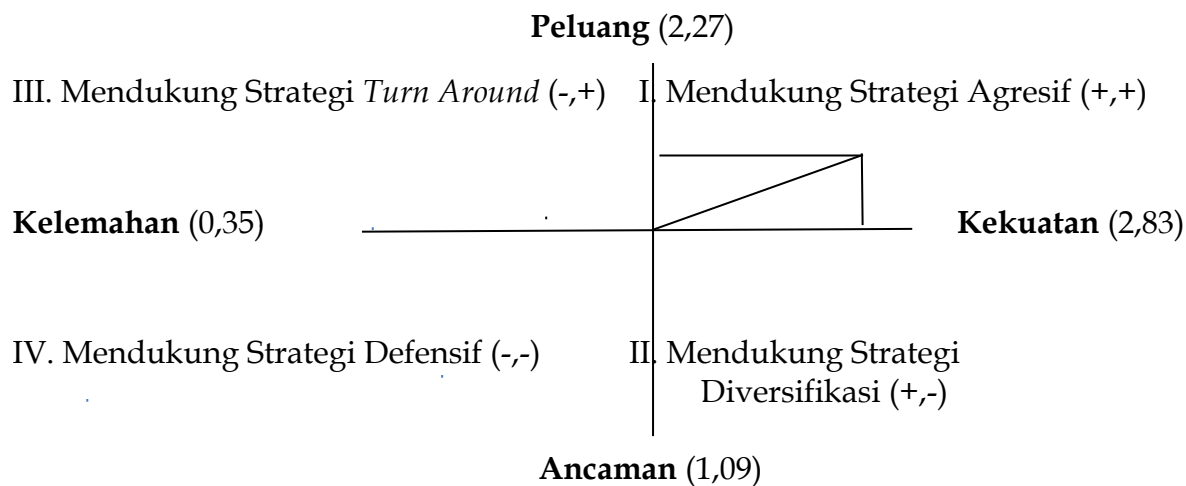 Peluang (2,27)
III. Mendukung Strategi Turn Around (-,+)
I. Mendukung Strategi Agresif (+,+)
Kelemahan (0,35)
Kekuatan (2,83)
IV. Mendukung Strategi Defensif (-,-)
II. Mendukung Strategi
Diversifikasi (+,-)
Ancaman (1,09)